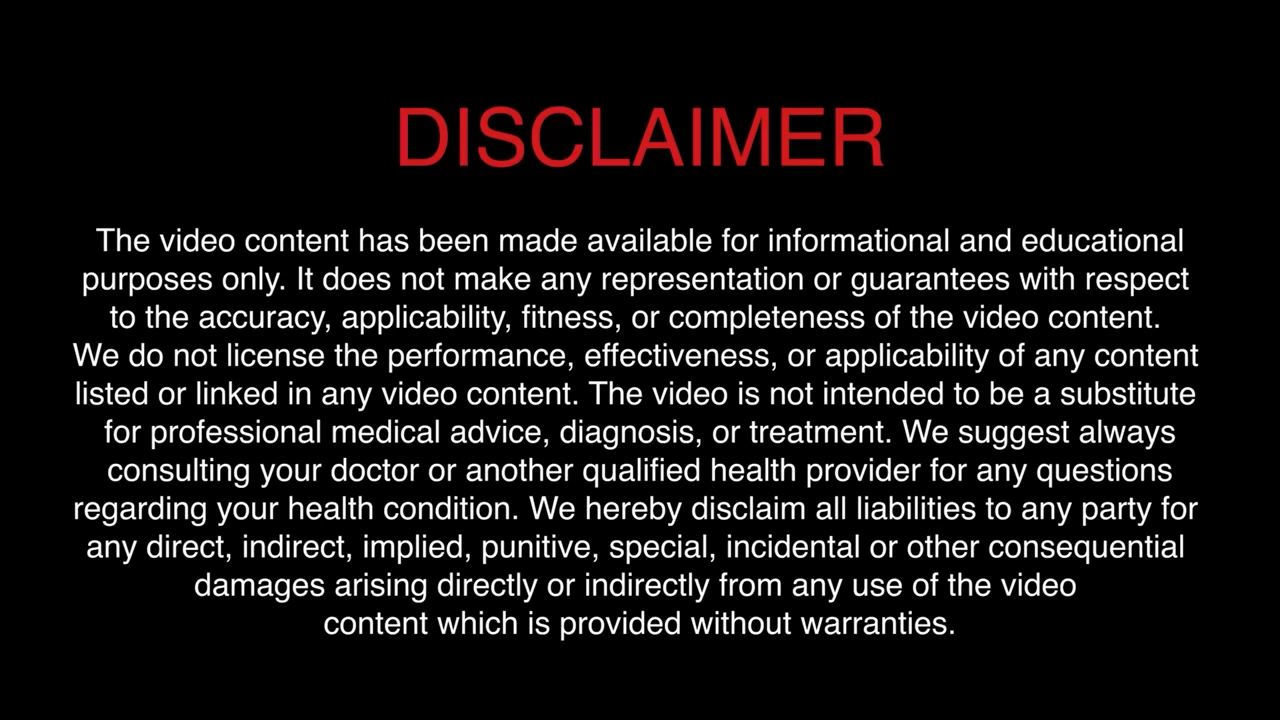 DISCLAIMER
The video content has been made available for informational and educational
purposes only. It does not make any representation or guarantees with respect
to the accuracy, applicability, fitness, or completeness of the video content.
We do not license the performance, effectiveness, or applicability of any content
listed or linked in any video content. The video is not intended to be a substitute
for professional medical advice, diagnosis, or treatment. We suggest always
consulting your doctor or another qualified health provider for any questions
regarding your health condition. We hereby disclaim all liabilities to any party for
any direct, indirect, implied, punitive, special, incidental or other consequential
damages arising directly or indirectly from any use of the video
content which is provided without warranties.